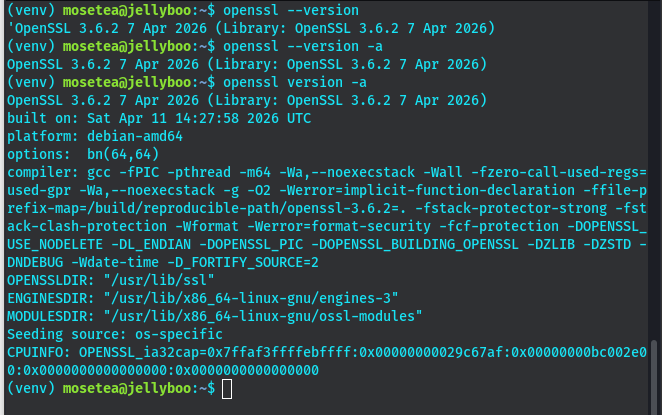 (venv) mosetea@jellyboo:~$ openssl --version
'OpenSSL 3.6.2 7 Apr 2026 (Library: OpenSSL 3.6.2 7 Apr 2026)
(venv) mosetea@jellyboo:~$ openssl --version -a
OpenSSL 3.6.2 7 Apr 2026 (Library: OpenSSL 3.6.2 7 Apr 2026)
(venv) mosetea@jellyboo:~$ openssl version -a
OpenSSL 3.6.2 7 Apr 2026 (Library: OpenSSL 3.6.2 7 Apr 2026)
built on: Sat Apr 11 14:27:58 2026 UTC
platform: debian-amd64
options:  bn(64,64)
compiler: gcc -fPIC -pthread -m64 -Wa,--noexecstack -Wall -fzero-call-used-regs=
used-gpr -Wa,--noexecstack -g -O2 -Werror=implicit-function-declaration -ffile-p
refix-map=/build/reproducible-path/openssl-3.6.2=. -fstack-protector-strong -fst
ack-clash-protection -Wformat -Werror=format-security -fcf-protection -DOPENSSL_
USE_NODELETE -DL_ENDIAN -DOPENSSL_PIC -DOPENSSL_BUILDING_OPENSSL -DZLIB -DZSTD -
DNDEBUG -Wdate-time -D_FORTIFY_SOURCE=2
OPENSSLDIR: "/usr/lib/ssl"
ENGINESDIR: "/usr/lib/x86_64-linux-gnu/engines-3"
MODULESDIR: "/usr/lib/x86_64-linux-gnu/ossl-modules"
Seeding source: os-specific
CPUINFO: OPENSSL_ia32cap=0x7ffaf3ffffebffff:0x00000000029c67af:0x00000000bc002e0
0:0x0000000000000000:0x0000000000000000
(venv) mosetea@jellyboo:~$